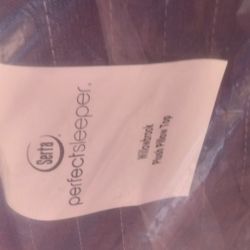 Serta
perfectsleeper.
Willowbrook
Plush Pillow Top